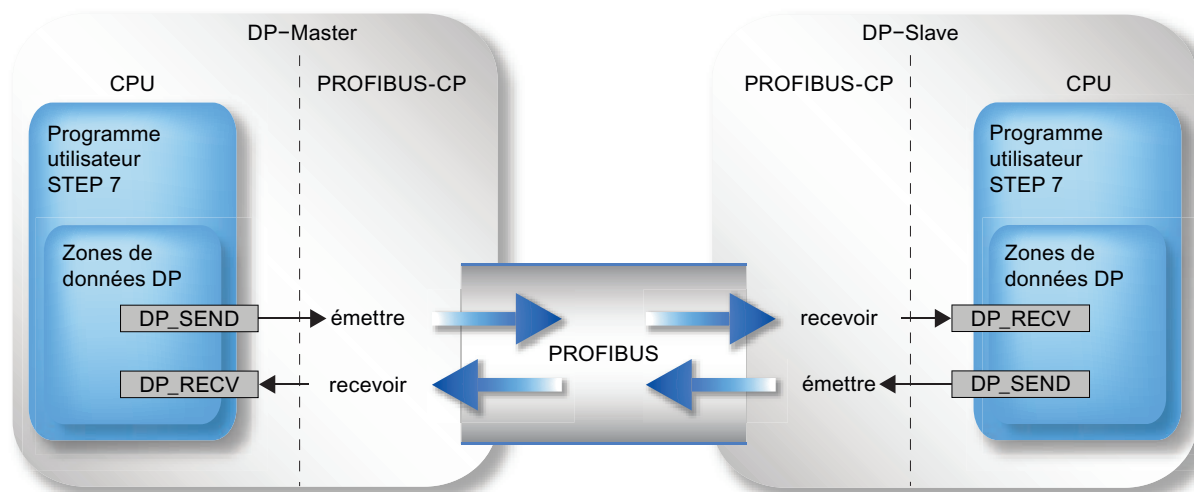 DP–Master
CPU
PROFIBUS-CP
Programme
utilisateur
STEP 7
Zones de
données DP
DP_SEND
émettre
DP_RECV
recevoir
PROFIBUS
DP–Slave
PROFIBUS-CP
CPU
Programme
utilisateur
STEP 7
Zones de
données DP
recevoir
DP_RECV
émettre
DP_SEND